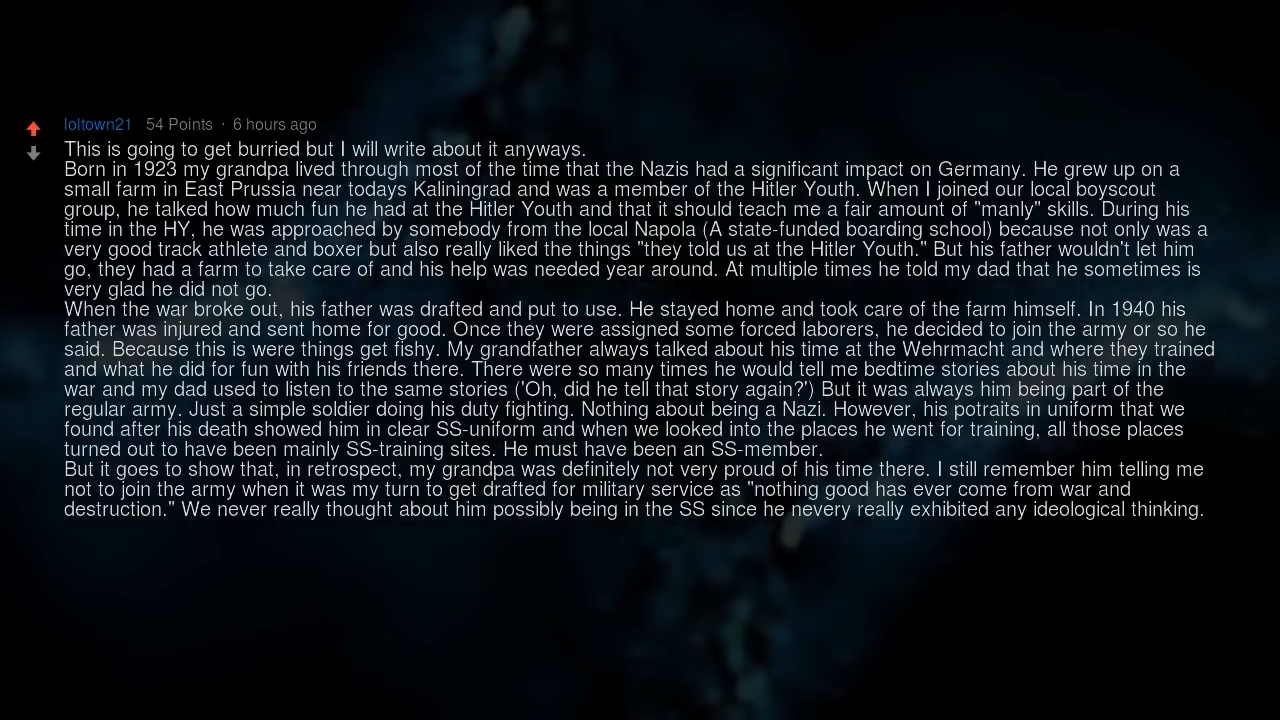 loltown21 54 Points · 6 hours ago
This is going to get burried but I will write about it anyways.
Born in 1923 my grandpa lived through most of the time that the Nazis had a significant impact on Germany. He grew up on a
small farm in East Prussia near todays Kaliningrad and was a member of the Hitler Youth. When I joined our local boyscout
group, he talked how much fun he had at the Hitler Youth and that it should teach me a fair amount of "manly" skills. During his
time in the HY, he was approached by somebody from the local Napola (A state-funded boarding school) because not only was a
very good track athlete and boxer but also really liked the things "they told us at the Hitler Youth." But his father wouldn't let him
go, they had a farm to take care of and his help was needed year around. At multiple times he told my dad that he sometimes is
very glad he did not go.
When the war broke out, his father was drafted and put to use. He stayed home and took care of the farm himself. In 1940 his
father was injured and sent home for good. Once they were assigned some forced laborers, he decided to join the army or so he
said. Because this is were things get fishy. My grandfather always talked about his time at the Wehrmacht and where they trained
and what he did for fun with his friends there. There were so many times he would tell me bedtime stories about his time in the
war and my dad used to listen to the same stories ('Oh, did he tell that story again?') But it was always him being part of the
regular army. Just a simple soldier doing his duty fighting. Nothing about being a Nazi. However, his potraits in uniform that we
found after his death showed him in clear SS-uniform and when we looked into the places he went for training, all those places
turned out to have been mainly SS-training sites. He must have been an SS-member.
But it goes to show that, in retrospect, my grandpa was definitely not very proud of his time there. I still remember him telling me
not to join the army when it was my turn to get drafted for military service as "nothing good has ever come from war and
destruction." We never really thought about him possibly being in the SS since he nevery really exhibited any ideological thinking.